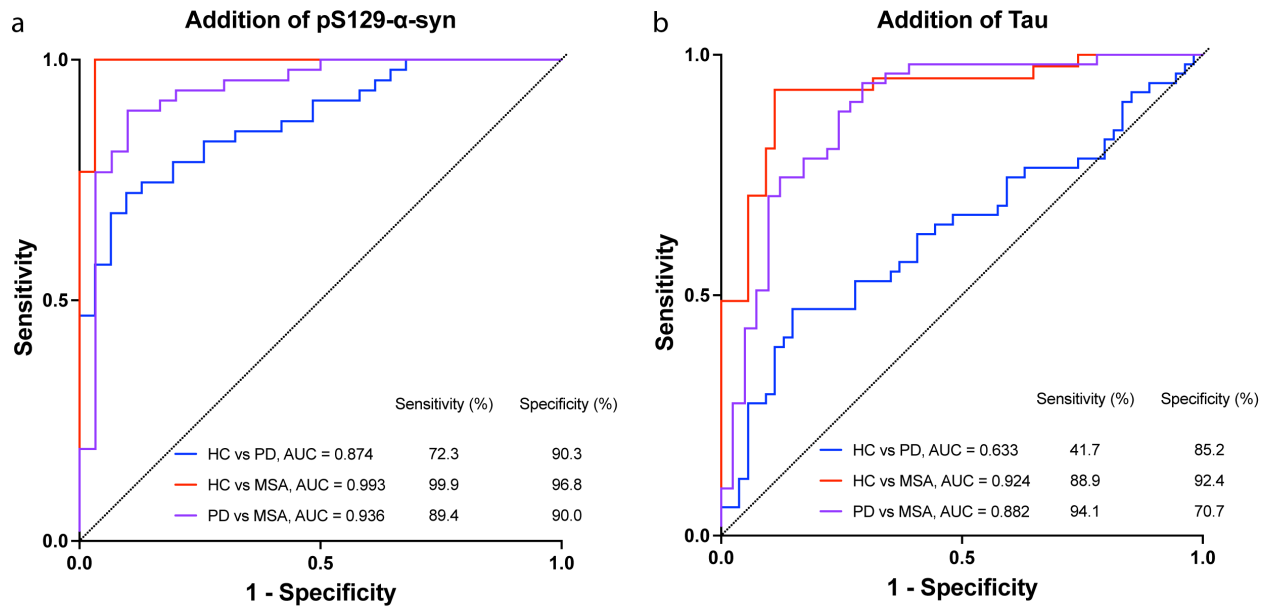 a
Addition of pS129-α-syn
1.0
0.5
0.0
Sensitivity
Sensitivity (%) Specificity (%)
HC vs PD, AUC = 0.874 72.3 90.3
HC vs MSA, AUC = 0.993 99.9 96.8
PD vs MSA, AUC = 0.936 89.4 90.0
0.0 0.5 1.0
1 - Specificity
b
Addition of Tau
1.0
0.5
0.0
Sensitivity
Sensitivity (%) Specificity (%)
HC vs PD, AUC = 0.633 41.7 85.2
HC vs MSA, AUC = 0.924 88.9 92.4
PD vs MSA, AUC = 0.882 94.1 70.7
0.0 0.5 1.0
1 - Specificity